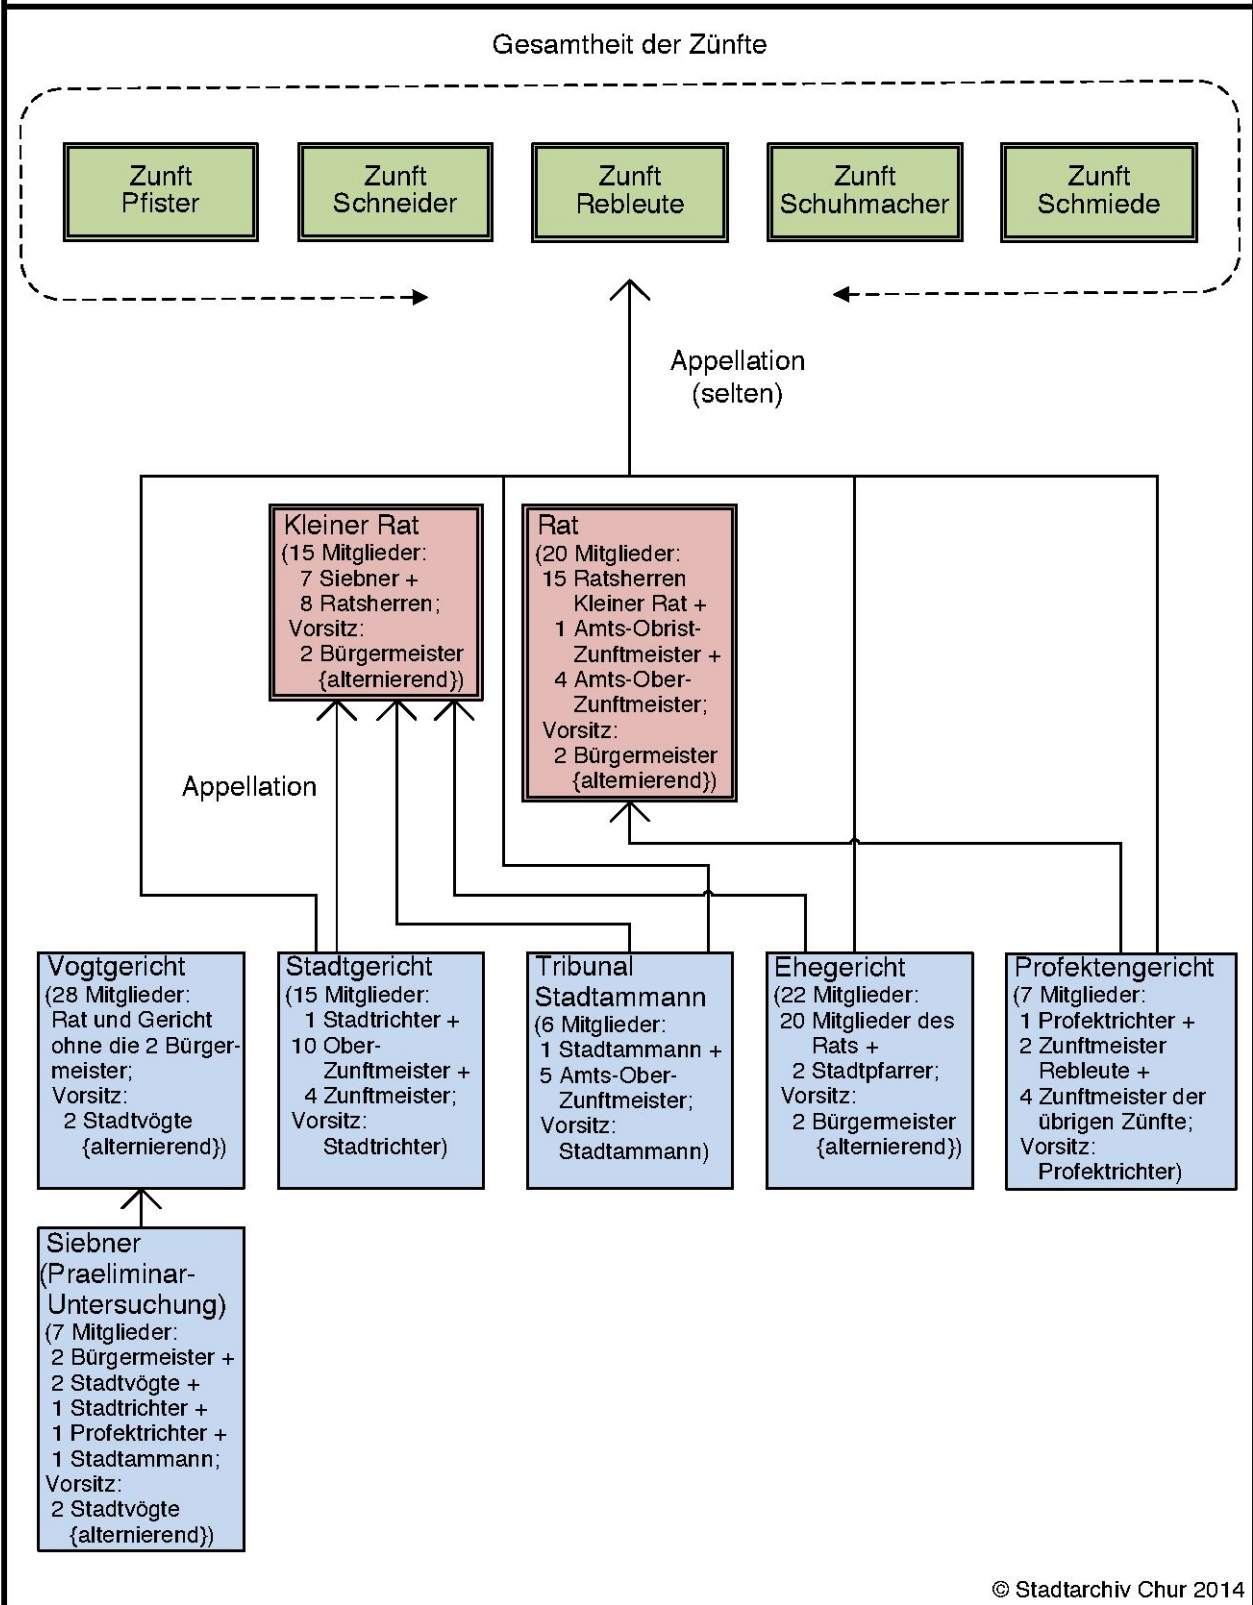 Gesamtheit der Zünfte
Zunft
Pfister
Zunft
Schneider
Zunft
Rebleute
Zunft
Schuhmacher
Zunft
Schmiede
Appellation
(selten)
Kleiner Rat
(15 Mitglieder:
7 Siebner +
8 Ratsherren;
Vorsitz:
2 Bürgermeister
{alternierend})
Rat
(20 Mitglieder:
15 Ratsherren
Kleiner Rat +
1 Amts-Obrist-
Zunftmeister +
4 Amts-Ober-
Zunftmeister;
Vorsitz:
2 Bürgermeister
{alternierend})
Appellation
Vogtgericht
(28 Mitglieder:
Rat und Gericht
ohne die 2 Bürger-
meister;
Vorsitz:
2 Stadtvögte
{alternierend})
Stadtgericht
(15 Mitglieder:
1 Stadtrichter +
10 Ober-
Zunftmeister +
4 Zunftmeister;
Vorsitz:
Stadtrichter)
Tribunal
Stadtammann
(6 Mitglieder:
1 Stadtammann +
5 Amts-Ober-
Zunftmeister;
Vorsitz:
Stadtammann)
Ehegericht
(22 Mitglieder:
20 Mitglieder des
Rats +
2 Stadtpfarrer;
Vorsitz:
2 Bürgermeister
{alternierend})
Profektengericht
(7 Mitglieder:
1 Profektrichter +
2 Zunftmeister
Rebleute +
4 Zunftmeister der
übrigen Zünfte;
Vorsitz:
Profektrichter)
Siebner
(Praeliminar-
Untersuchung)
(7 Mitglieder:
2 Bürgermeister +
2 Stadtvögte +
1 Stadtrichter +
1 Profektrichter +
1 Stadtammann;
Vorsitz:
2 Stadtvögte
{alternierend})
© Stadtarchiv Chur 2014